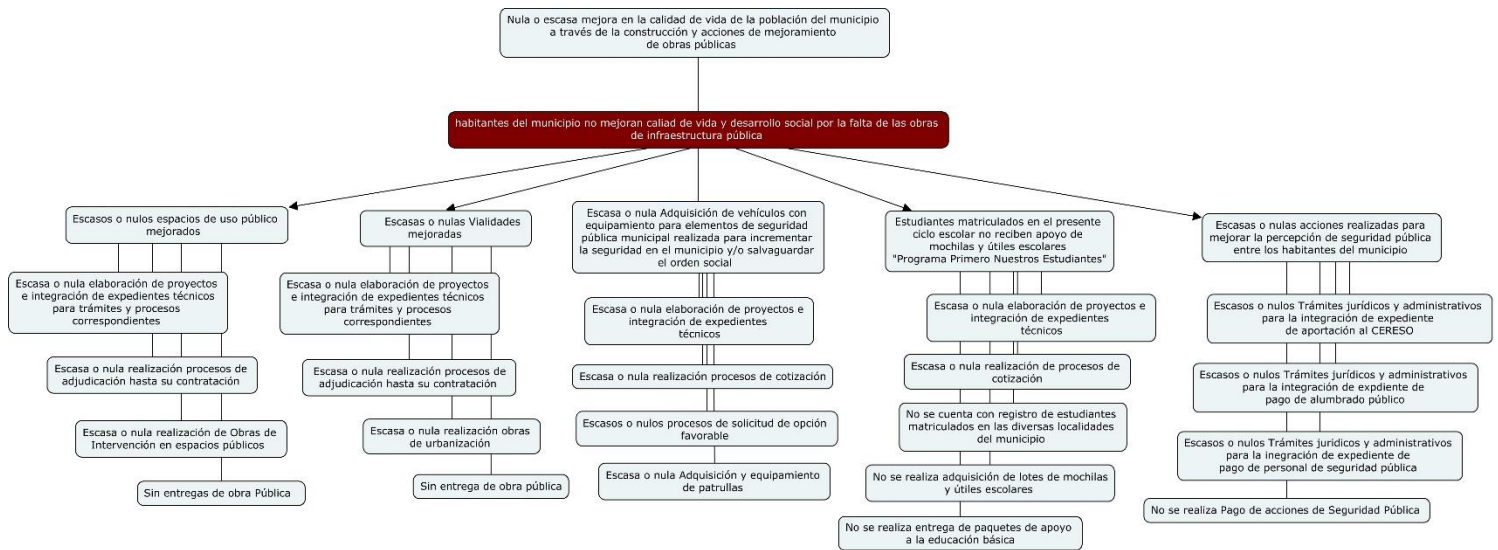 Nula o escasa mejora en la calidad de vida de la población del municipio
a través de la construcción y acciones de mejoramiento
de obras públicas
habitantes del municipio no mejoran caliad de vida y desarrollo social por la falta de las obras
de infraestructura pública
Escasos o nulos espacios de uso público
mejorados
Escasa o nula elaboración de proyectos
e integración de expedientes técnicos
para trámites y procesos
correspondientes
Escasa o nula realización procesos de
adjudicación hasta su contratación
Escasa o nula realización de Obras de
Intervención en espacios públicos
Sin entregas de obra Pública
Escasas o nulas Vialidades
mejoradas
Escasa o nula elaboración de proyectos
e integración de expedientes técnicos
para trámites y procesos
correspondientes
Escasa o nula realización procesos de
adjudicación hasta su contratación
Escasa o nula realización obras
de urbanización
Sin entrega de obra pública
Escasa o nula Adquisición de vehículos con
equipamiento para elementos de seguridad
pública municipal realizada para incrementar
la seguridad en el municipio y/o salvaguardar
el orden social
Escasa o nula elaboración de proyectos e
integración de expedientes
técnicos
Escasa o nula realización procesos de cotización
Escasos o nulos procesos de solicitud de opción
favorable
Escasa o nula Adquisición y equipamiento
de patrullas
Estudiantes matriculados en el presente
ciclo escolar no reciben apoyo de
mochilas y útiles escolares
"Programa Primero Nuestros Estudiantes"
Escasa o nula elaboración de proyectos e
integración de expedientes
técnicos
Escasa o nula realización de procesos de
cotización
No se cuenta con registro de estudiantes
matriculados en las diversas localidades
del municipio
No se realiza adquisición de lotes de mochilas
y útiles escolares
No se realiza entrega de paquetes de apoyo
a la educación básica
Escasas o nulas acciones realizadas para
mejorar la percepción de seguridad pública
entre los habitantes del municipio
Escasos o nulos Trámites jurídicos y administrativos
para la integración de expediente
de aportación al CERESO
Escasos o nulos Trámites jurídicos y administrativos
para la integración de expdiente de
pago de alumbrado público
Escasos o nulos Trámites juridicos y administrativos
para la inegración de expediente de
pago de personal de seguridad pública
No se realiza Pago de acciones de Seguridad Pública